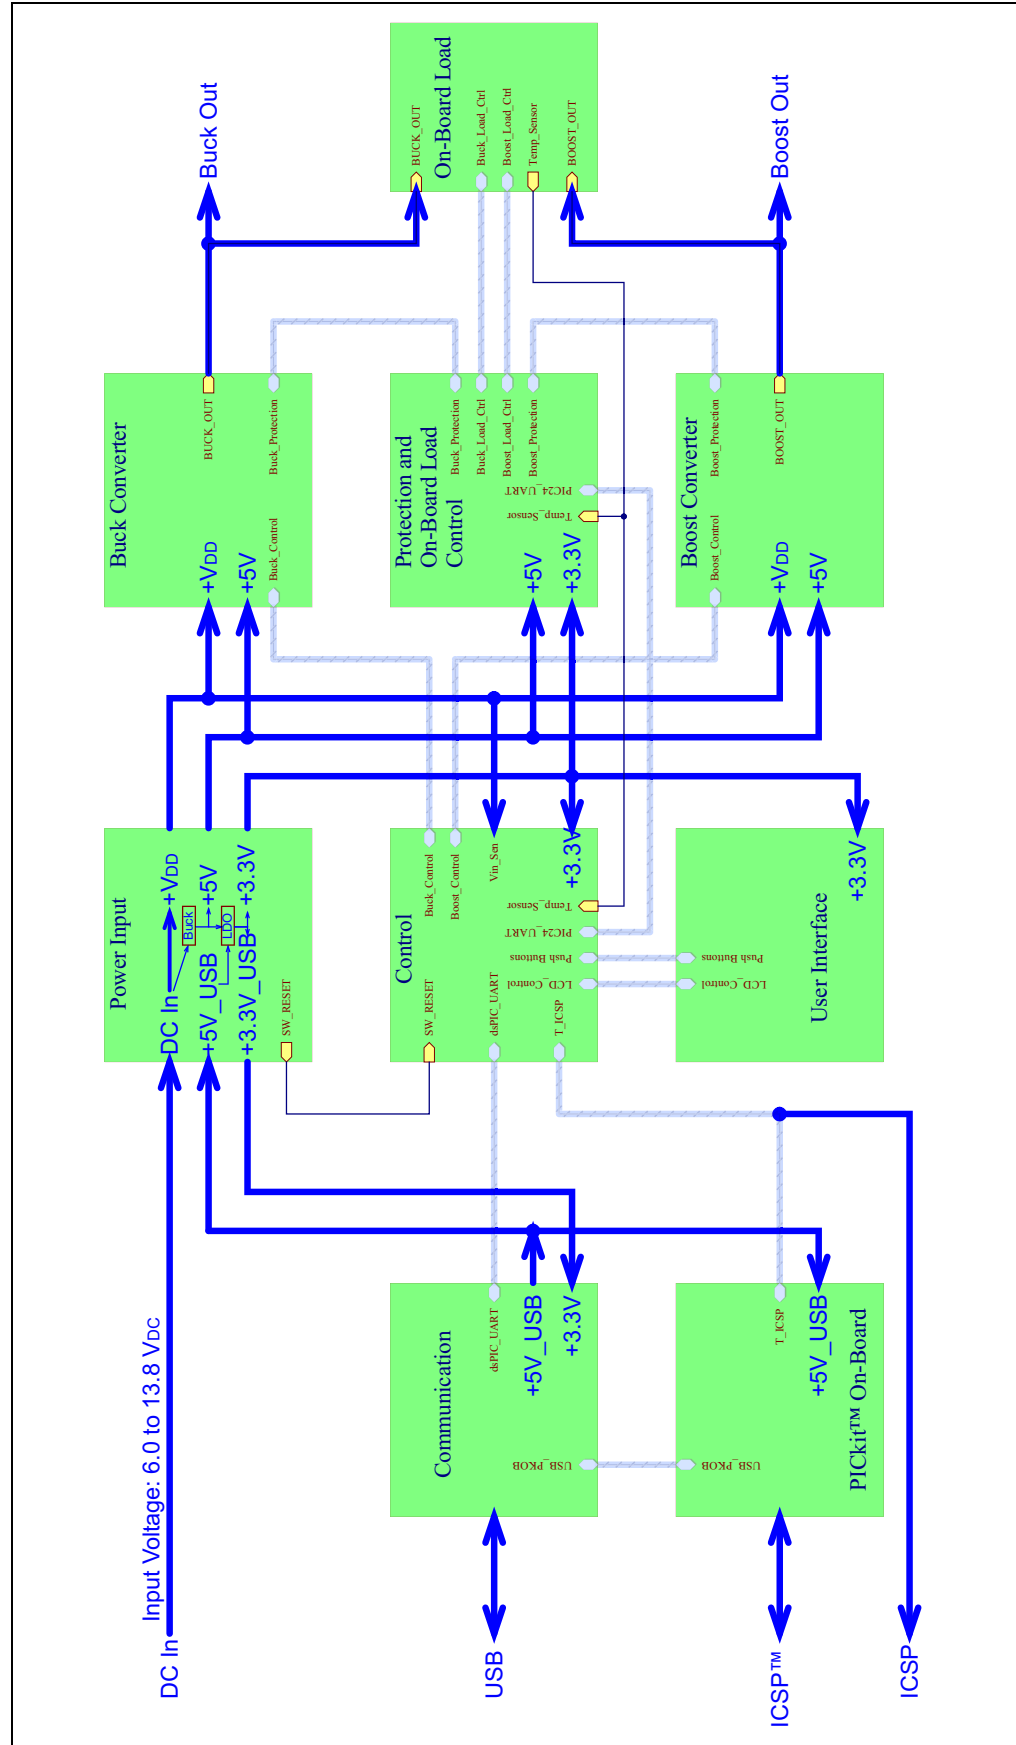 DC In
Input Voltage: 6.0 to 13.8 VDC
USB
ICSP™
ICSP
Power Input
DC In
+5V_USB
+3.3V_USB
Buck
LDO
+VDD
+5V
+3.3V
SW_RESET
Communication
dsPIC_UART
+5V_USB
+3.3V
USB_PKOB
PICkit™ On-Board
T_ICSP
+5V_USB
USB_PKOB
Control
Buck_Control
Boost_Control
Vin_Sen
+3.3V
SW_RESET
dsPIC_UART
T_ICSP
Temp_Sensor
PIC24_UART
Push Buttons
LCD_Control
User Interface
+3.3V
Push Buttons
LCD_Control
Buck Converter
BUCK_OUT
Buck_Protection
Buck_Control
+VDD
+5V
Protection and
On-Board Load
Control
Buck_Protection
Buck_Load_Ctrl
Boost_Load_Ctrl
Boost_Protection
PIC24_UART
Temp_Sensor
+5V
+3.3V
Boost Converter
Boost_Protection
BOOST_OUT
Boost_Control
+VDD
+5V
On-Board Load
BUCK_OUT
Buck_Load_Ctrl
Boost_Load_Ctrl
Temp_Sensor
BOOST_OUT
Buck Out
Boost Out